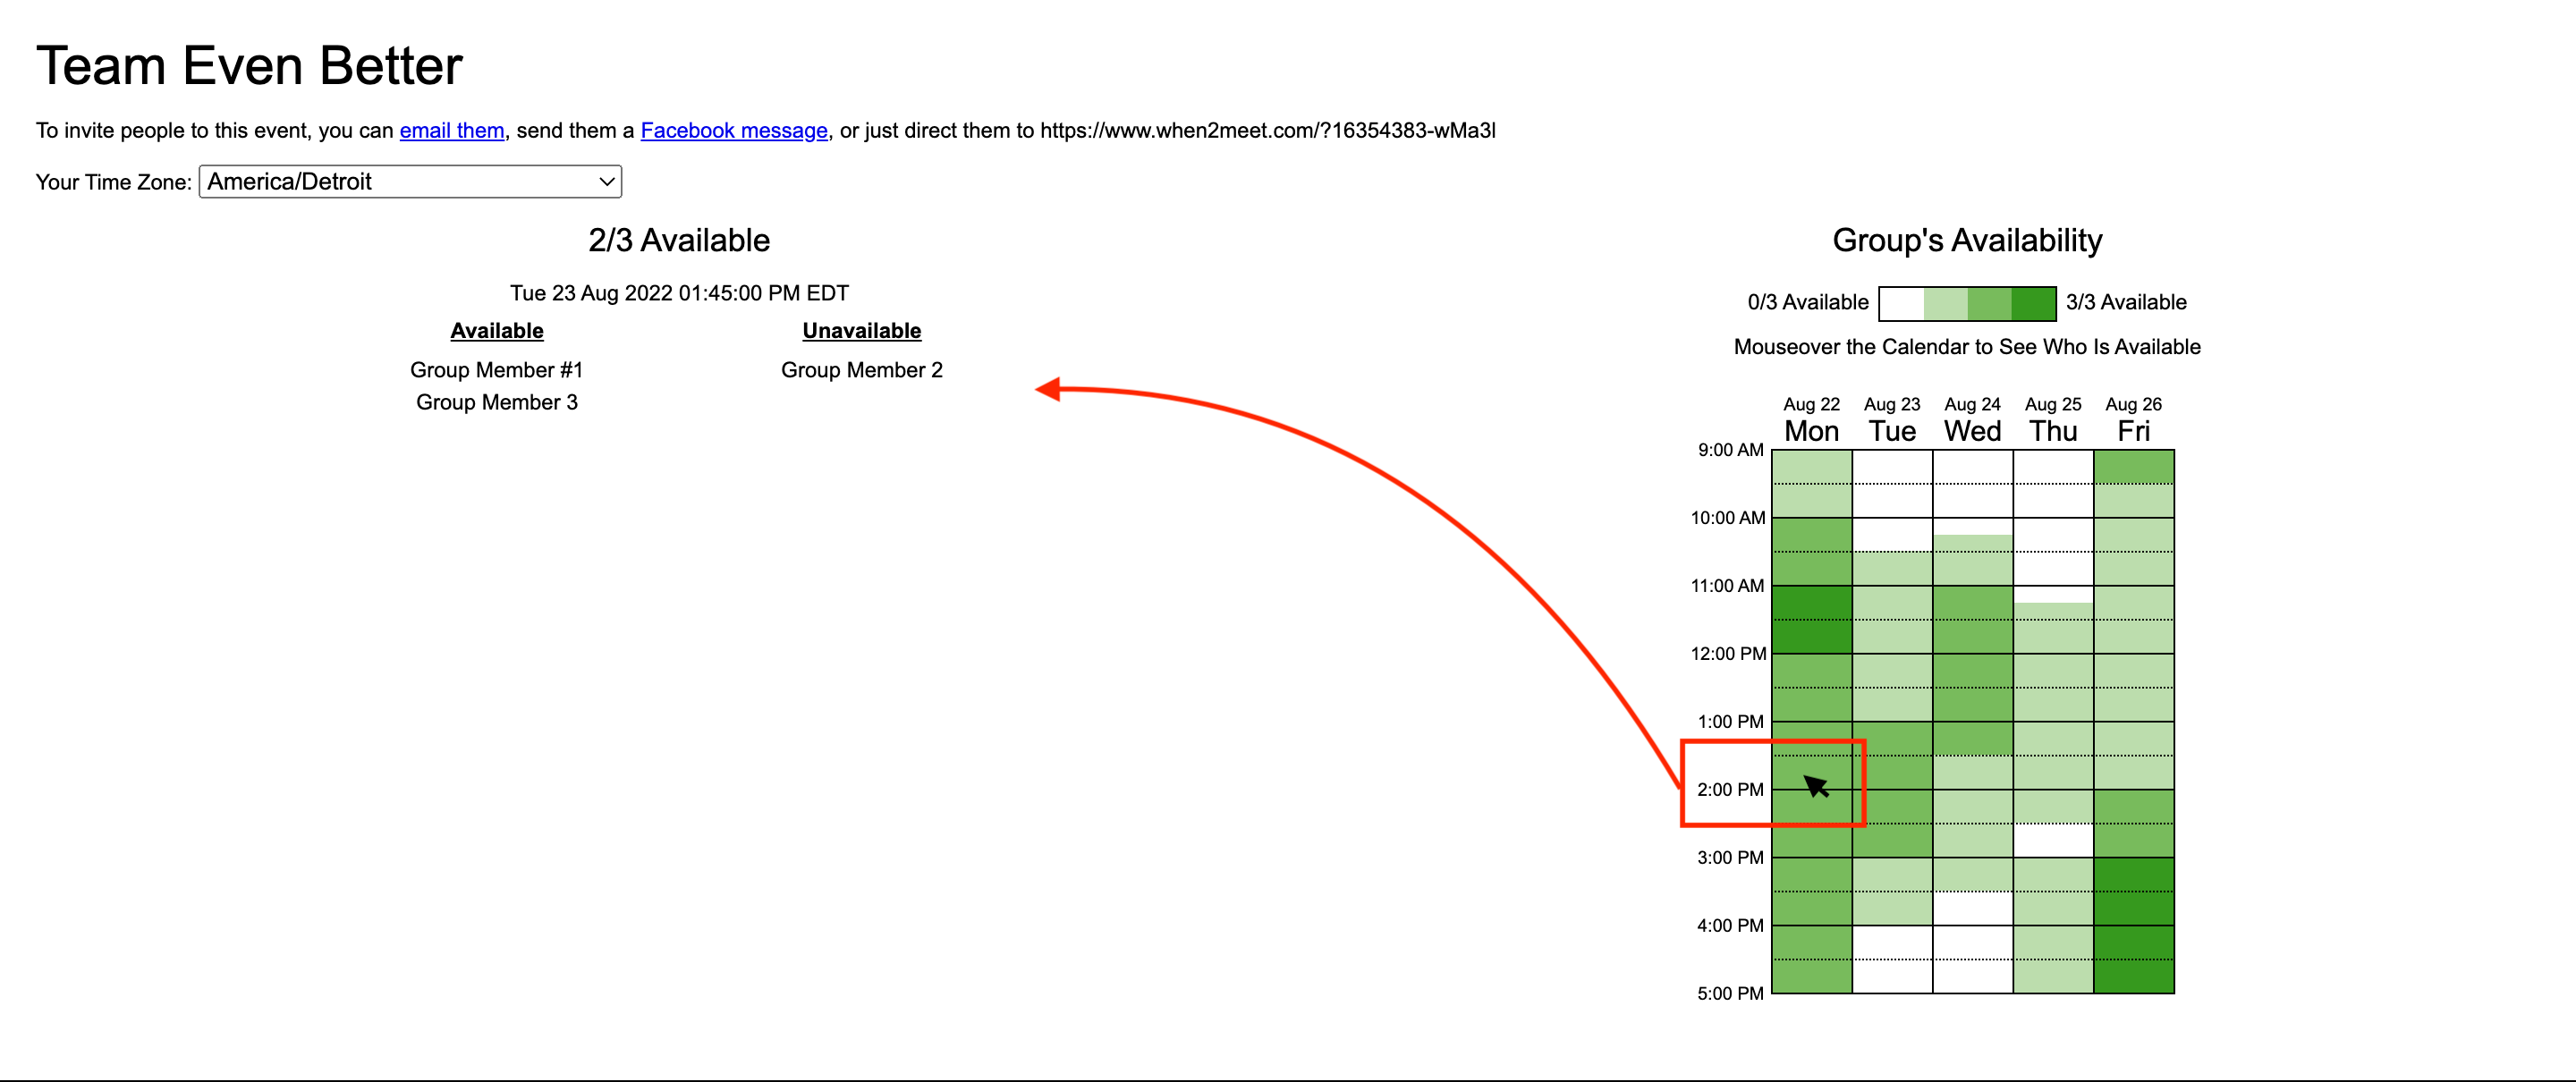 Team Even Better
To invite people to this event, you can email them, send them a Facebook message, or just direct them to https://www.when2meet.com/?16354383-wMa3l
Your Time Zone: America/Detroit
2/3 Available
Tue 23 Aug 2022 01:45:00 PM EDT
Available Unavailable
Group Member #1 Group Member 2
Group Member 3
Group's Availability
0/3 Available 3/3 Available
Mouseover the Calendar to See Who Is Available
Aug 22 Aug 23 Aug 24 Aug 25 Aug 26
Mon Tue Wed Thu Fri
9:00 AM
10:00 AM
11:00 AM
12:00 PM
1:00 PM
2:00 PM
3:00 PM
4:00 PM
5:00 PM